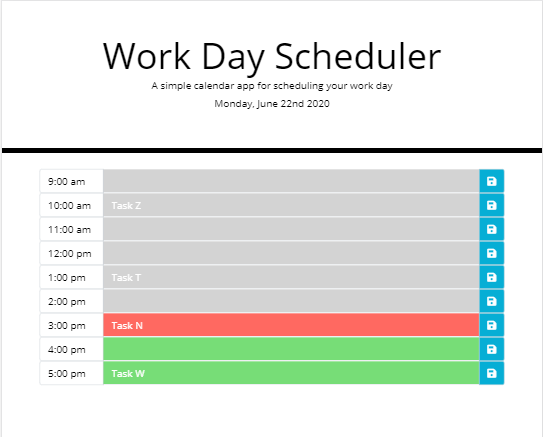 Work Day Scheduler
A simple calendar app for scheduling your work day
Monday, June 22nd 2020
9:00 am
10:00 am Task Z
11:00 am
12:00 pm
1:00 pm Task T
2:00 pm
3:00 pm Task N
4:00 pm
5:00 pm Task W